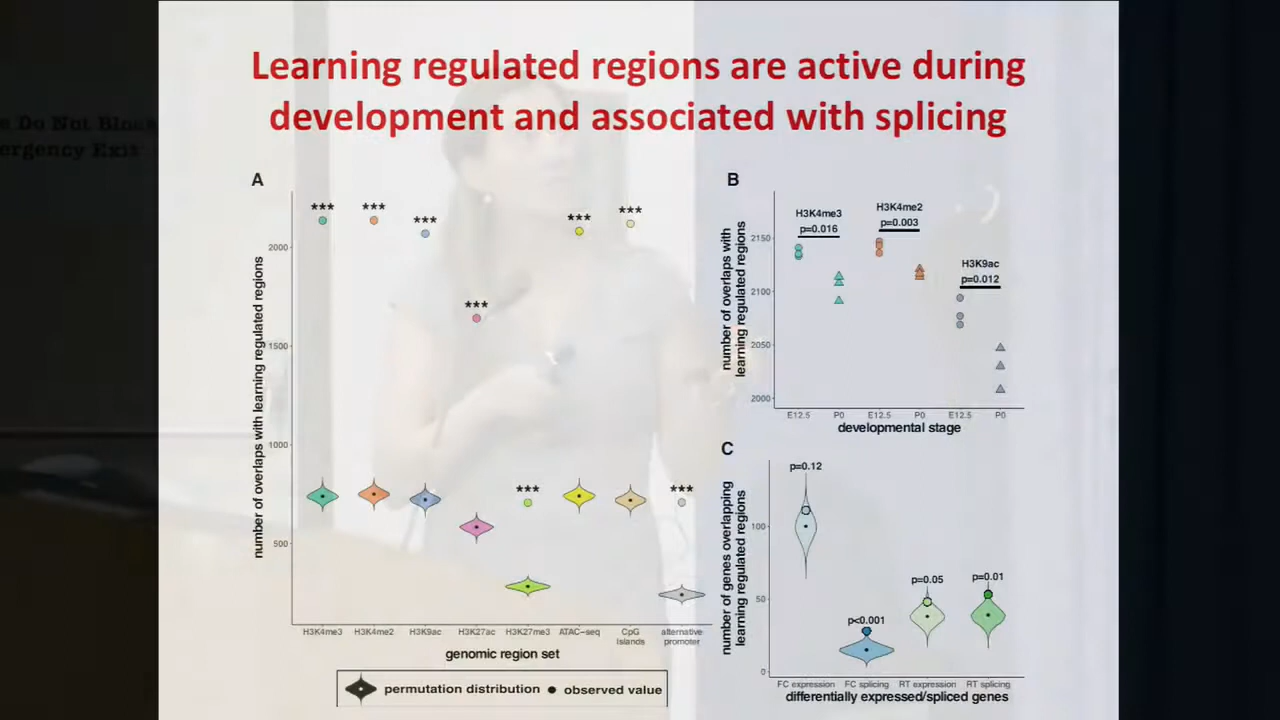 Learning regulated regions are active during
development and associated with splicing
Do Not
A
number of overlaps with learning regulated regions
2000
1500
1000
500
***
***
***
***
***
***
***
***
H3K4me3
H3K4me2
H3K9ac
H3K27ac
H3K27me3
ATAC-seq
CpG
Islands
alternative
promoter
genomic region set
permutation distribution
observed value
B
number of overlaps with
learning regulated regions
2150
2100
2050
2000
H3K4me3
p=0.016
H3K4me2
p=0.003
H3K9ac
p=0.012
E12.5
P0
E12.5
P0
E12.5
P0
developmental stage
C
number of genes overlapping
learning regulated regions
100
50
0
p=0.12
p<0.001
p=0.05
p=0.01
FC expression
FC splicing
RT expression
RT splicing
differentially expressed/spliced genes